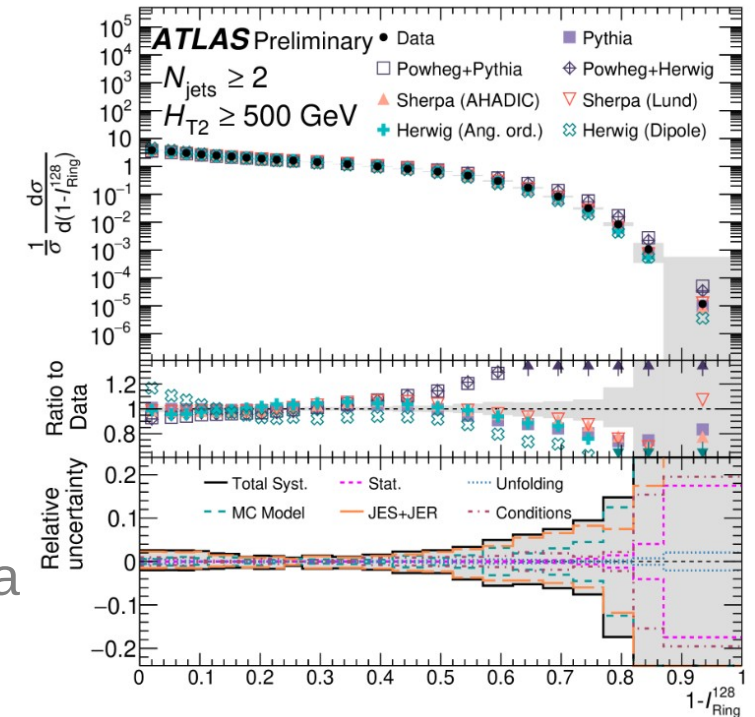 ATLAS Preliminary
N_jets ≥ 2
H_T2 ≥ 500 GeV
Data
Pythia
Powheg+Pythia
Powheg+Herwig
Sherpa (AHADIC)
Sherpa (Lund)
Herwig (Ang. ord.)
Herwig (Dipole)
1/σ dσ/d(1-I_Ring^128)
10^5
10^4
10^3
10^2
10
1
10^−1
10^−2
10^−3
10^−4
10^−5
10^−6
Ratio to
Data
1.2
1.0
0.8
Relative
uncertainty
Total Syst.
Stat.
Unfolding
MC Model
JES+JER
Conditions
0.2
0.1
0
−0.1
−0.2
a
0 0.1 0.2 0.3 0.4 0.5 0.6 0.7 0.8 0.9 1
1-I_Ring^128